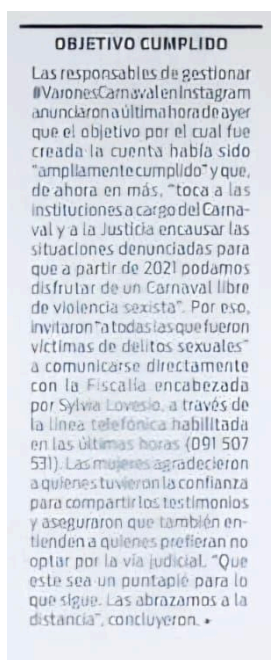 OBJETIVO CUMPLIDO
Las responsables de gestionar
#VaronesCarnaval en Instagram
anunciaron a última hora de ayer
que el objetivo por el cual fue
creada la cuenta había sido
"ampliamente cumplido" y que,
de ahora en más, "toca a las
instituciones a cargo del Carna-
val y a la Justicia encausar las
situaciones denunciadas para
que a partir de 2021 podamos
disfrutar de un Carnaval libre
de violencia sexista". Por eso,
invitaron "a todas las que fueron
víctimas de delitos sexuales"
a comunicarse directamente
con la Fiscalía encabezada
por Sylvia Lovesio, a través de
la línea telefónica habilitada
en las últimas horas (091 507
531). Las mujeres agradecieron
a quienes tuvieron la confianza
para compartir los testimonios
y aseguraron que también en-
tienden a quienes prefieran no
optar por la vía judicial. "Que
este sea un puntapié para lo
que sigue. Las abrazamos a la
distancia", concluyeron. •